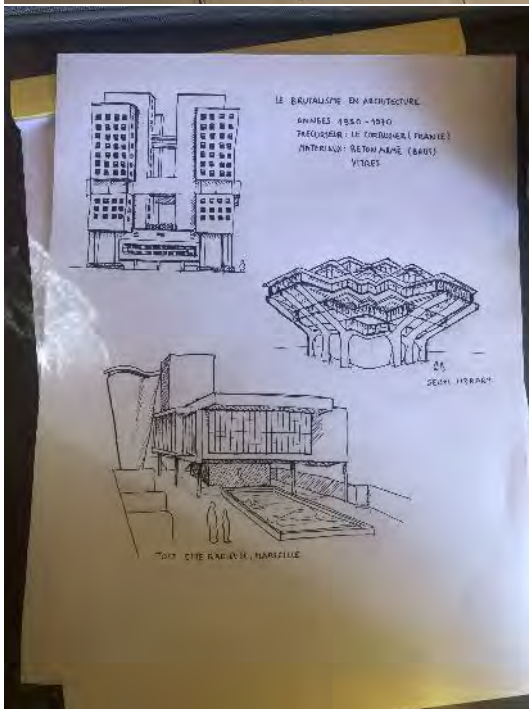 LE BRUTALISME EN ARCHITECTURE
ANNEES 1950-1970
PRECURSEUR: LE CORBUSIER (FRANCE)
MATERIAUX: BETON ARMÉ (BRUT)
VITRES
GEISEL LIBRARY
TOIT CITE RADIEUSE, MARSEILLE